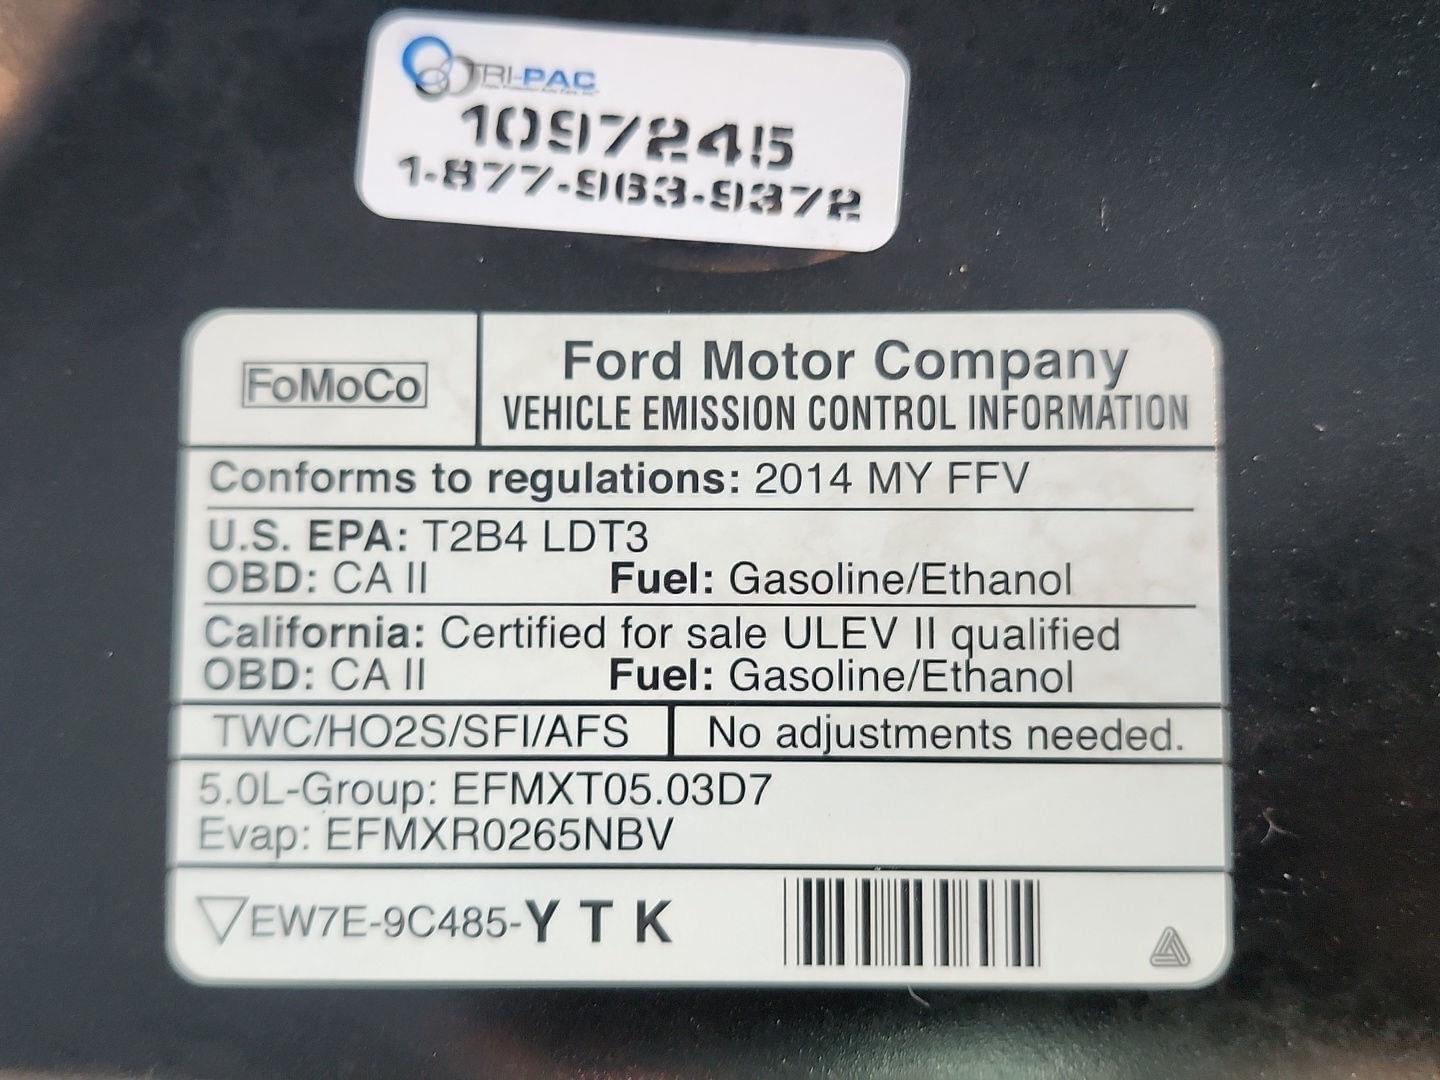 TRI-PAC
1097245
1-877-963-9372
FoMoCo
Ford Motor Company
VEHICLE EMISSION CONTROL INFORMATION
Conforms to regulations: 2014 MY FFV
U.S. EPA: T2B4 LDT3
OBD: CA II Fuel: Gasoline/Ethanol
California: Certified for sale ULEV II qualified
OBD: CA II Fuel: Gasoline/Ethanol
TWC/HO2S/SFI/AFS No adjustments needed.
5.0L-Group: EFMXT05.03D7
Evap: EFMXR0265NBV
EW7E-9C485-Y T K